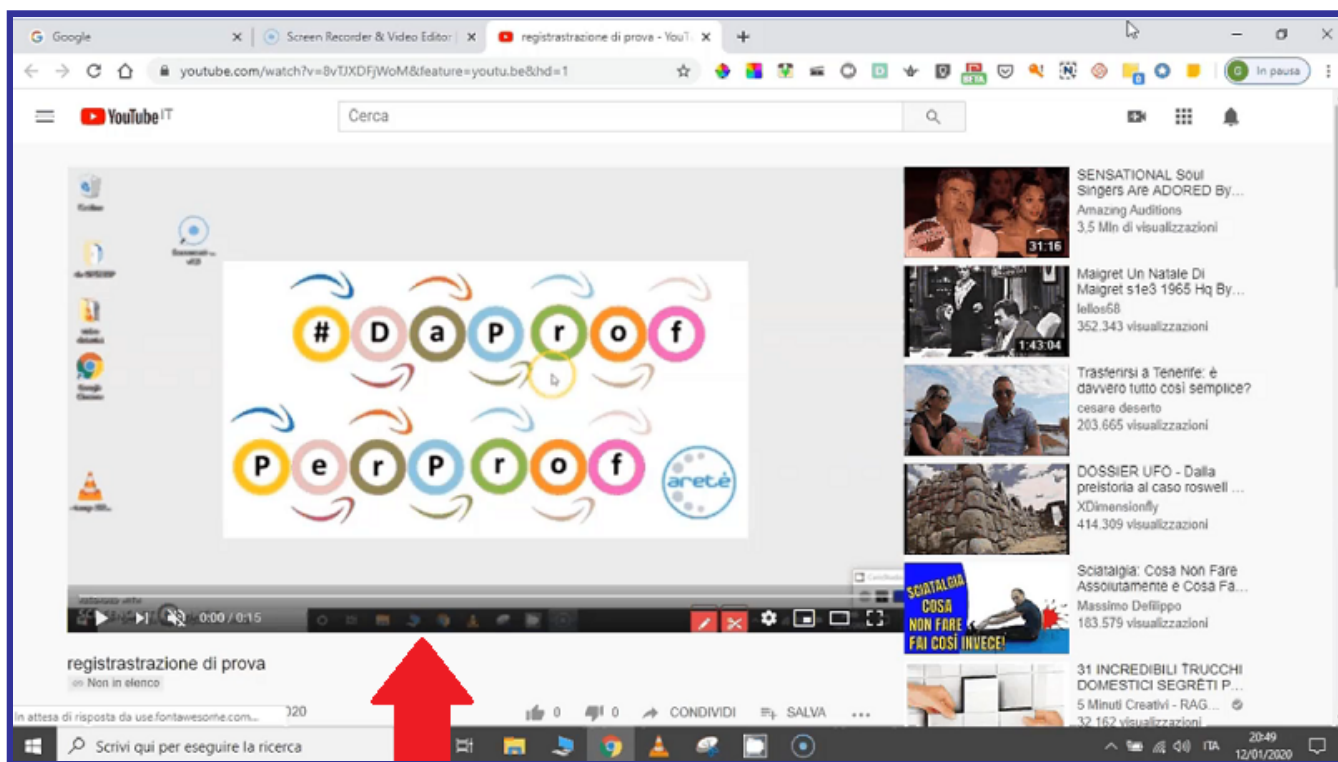 Google
Screen Recorder & Video Editor
registrastrazione di prova - YouT
youtube.com/watch?v=8vTJXDFjWoM&feature=youtu.be&hd=1
BETA
G In pausa
YouTube IT
Cerca
#DaProf
PerProf
aretè
0:00 / 0:15
registrastrazione di prova
Non in elenco
In attesa di risposta da use.fontawesome.com...
020
0 0 CONDIVIDI SALVA ...
SENSATIONAL Soul
Singers Are ADORED By...
Amazing Auditions
3,5 Mln di visualizzazioni
31:16
Maigret Un Natale Di
Maigret s1e3 1965 Hq By...
lellos68
352.343 visualizzazioni
1:43:04
Trasferirsi a Tenerife: è
davvero tutto così semplice?
cesare deserto
203.665 visualizzazioni
DOSSIER UFO - Dalla
preistoria al caso roswell ...
XDimensionfly
414.309 visualizzazioni
SCIATALGIA
COSA
NON FARE
FAI COSÌ INVECE!
Sciatalgia: Cosa Non Fare
Assolutamente e Cosa Fa...
Massimo Defilippo
183.579 visualizzazioni
31 INCREDIBILI TRUCCHI
DOMESTICI SEGRETI P...
5 Minuti Creativi - RAG...
32.162 visualizzazioni
Scrivi qui per eseguire la ricerca
ITA
20:49
12/01/2020